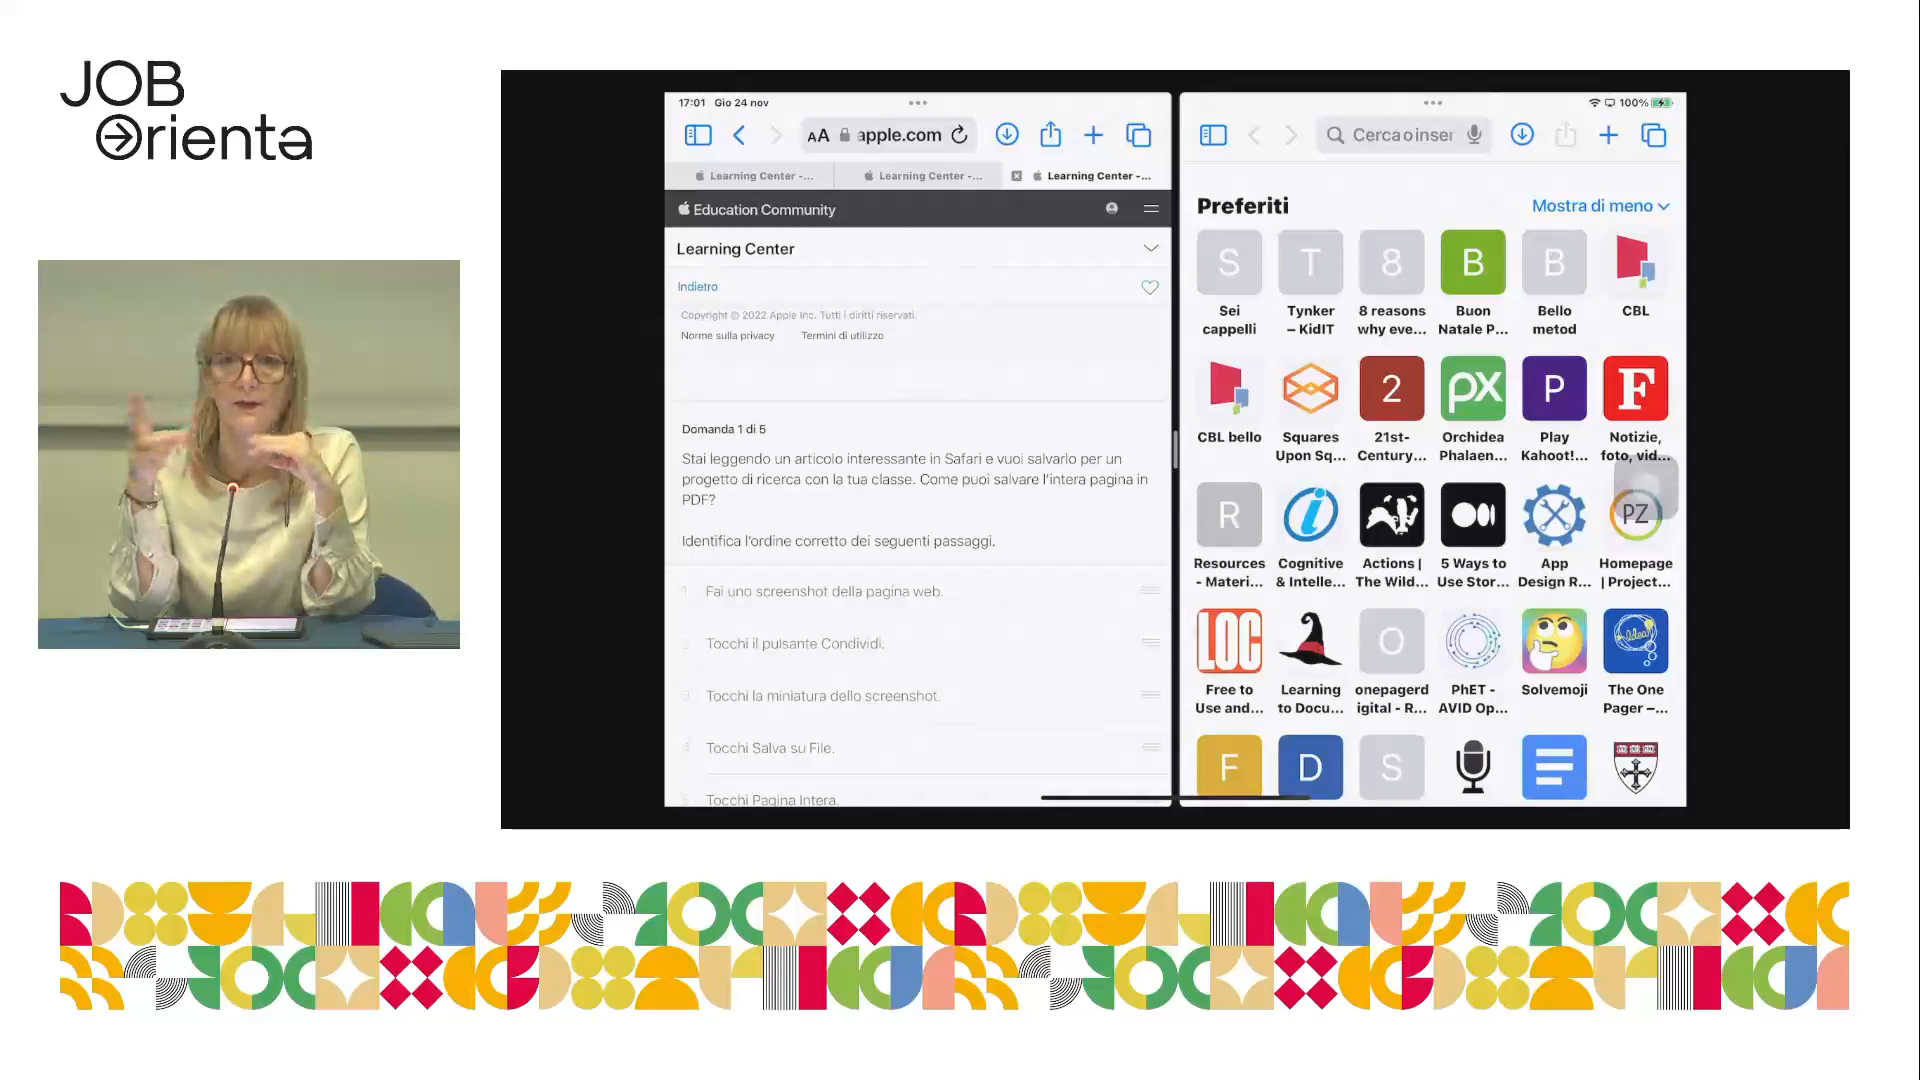 JOB
Orienta
17:01 Gio 24 nov
100%
AA apple.com
Cerca o inser
Learning Center -...
Learning Center -...
Learning Center -...
Education Community
Learning Center
Indietro
Copyright © 2022 Apple Inc. Tutti i diritti riservati.
Norme sulla privacy Termini di utilizzo
Domanda 1 di 5
Stai leggendo un articolo interessante in Safari e vuoi salvarlo per un
progetto di ricerca con la tua classe. Come puoi salvare l'intera pagina in
PDF?
Identifica l'ordine corretto dei seguenti passaggi.
1 Fai uno screenshot della pagina web.
2 Tocchi il pulsante Condividi.
3 Tocchi la miniatura dello screenshot.
4 Tocchi Salva su File.
5 Tocchi Pagina Intera.
Preferiti
Mostra di meno
S T 8 B B
Sei
cappelli
Tynker
– KidIT
8 reasons
why eve...
Buon
Natale P...
Bello
metod
CBL
2 px P F
CBL bello
Squares
Upon Sq...
21st-
Century...
Orchidea
Phalaen...
Play
Kahoot!...
Notizie,
foto, vid...
R i PZ
Resources
- Materi...
Cognitive
& Intelle...
Actions |
The Wild...
5 Ways to
Use Stor...
App
Design R...
Homepage
| Project...
LOC O
Free to
Use and...
Learning
to Docu...
onepagerd
igital - R...
PhET -
AVID Op...
Solvemoji
The One
Pager –...
F D S